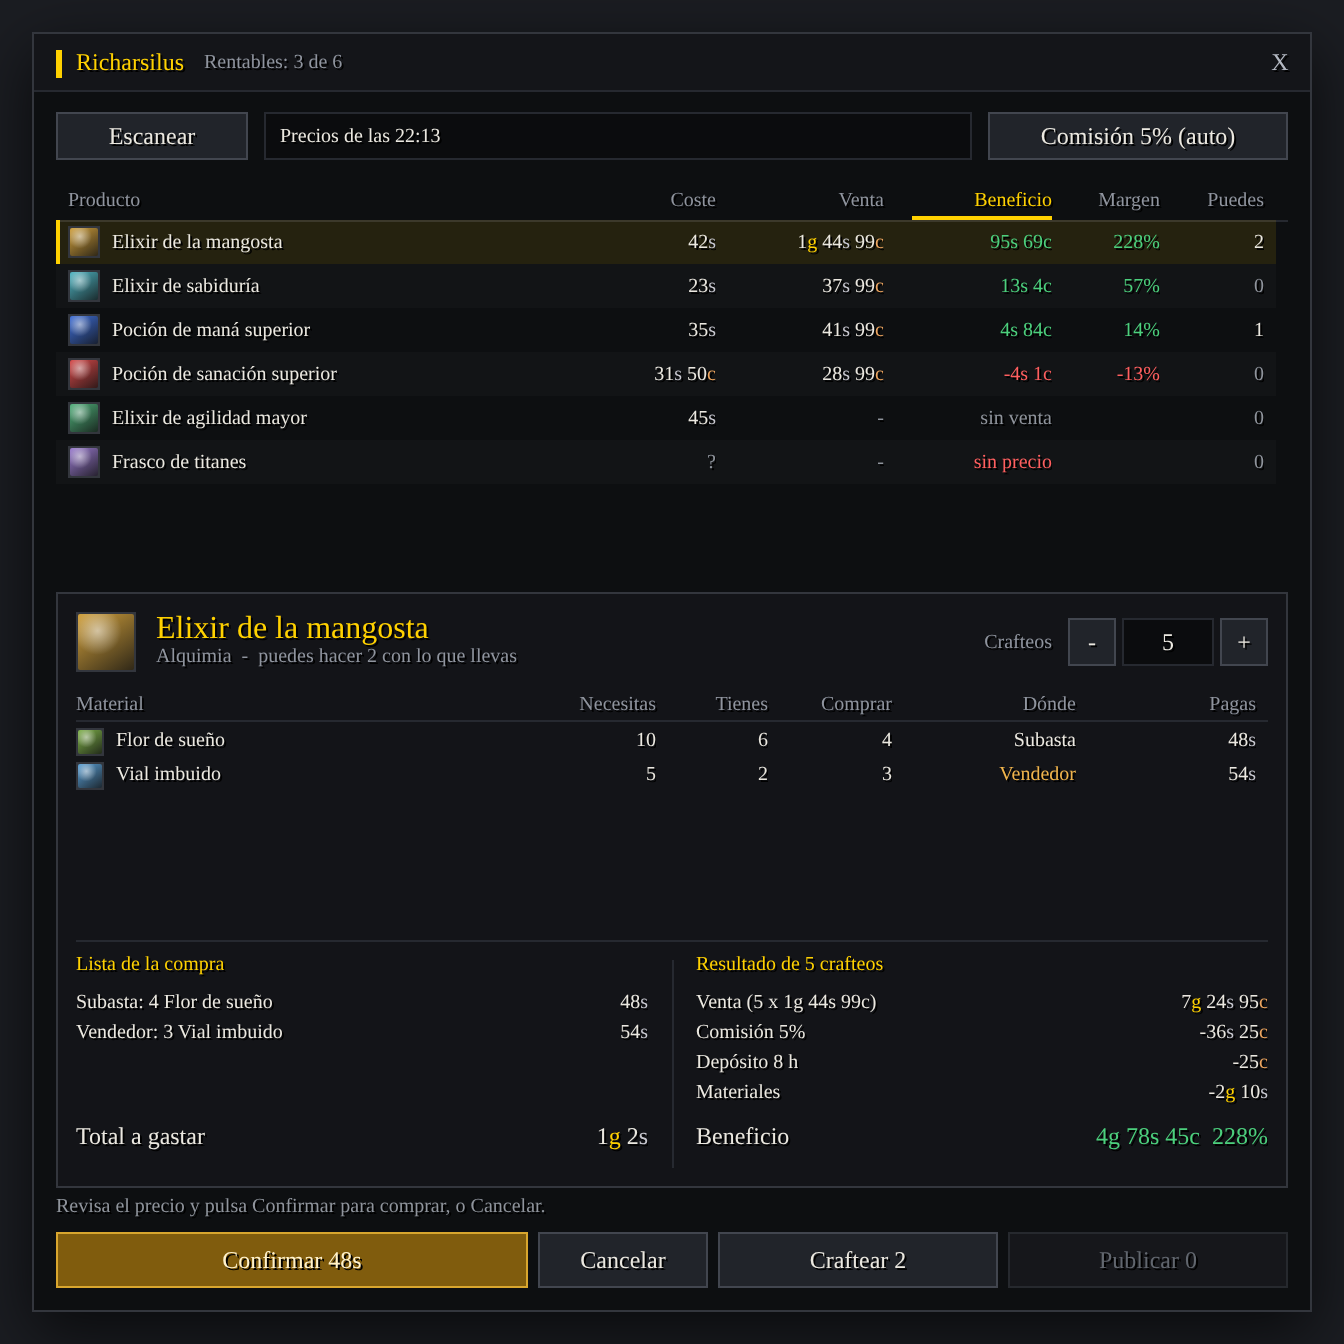 Richarsilus Rentables: 3 de 6 X
Escanear Precios de las 22:13 Comisión 5% (auto)
Producto Coste Venta Beneficio Margen Puedes
Elixir de la mangosta 42s 1g 44s 99c 95s 69c 228% 2
Elixir de sabiduría 23s 37s 99c 13s 4c 57% 0
Poción de maná superior 35s 41s 99c 4s 84c 14% 1
Poción de sanación superior 31s 50c 28s 99c -4s 1c -13% 0
Elixir de agilidad mayor 45s - sin venta 0
Frasco de titanes ? - sin precio 0
Elixir de la mangosta
Alquimia - puedes hacer 2 con lo que llevas
Crafteos - 5 +
Material Necesitas Tienes Comprar Dónde Pagas
Flor de sueño 10 6 4 Subasta 48s
Vial imbuido 5 2 3 Vendedor 54s
Lista de la compra
Subasta: 4 Flor de sueño 48s
Vendedor: 3 Vial imbuido 54s
Total a gastar 1g 2s
Resultado de 5 crafteos
Venta (5 x 1g 44s 99c) 7g 24s 95c
Comisión 5% -36s 25c
Depósito 8 h -25c
Materiales -2g 10s
Beneficio 4g 78s 45c 228%
Revisa el precio y pulsa Confirmar para comprar, o Cancelar.
Confirmar 48s Cancelar Craftear 2 Publicar 0